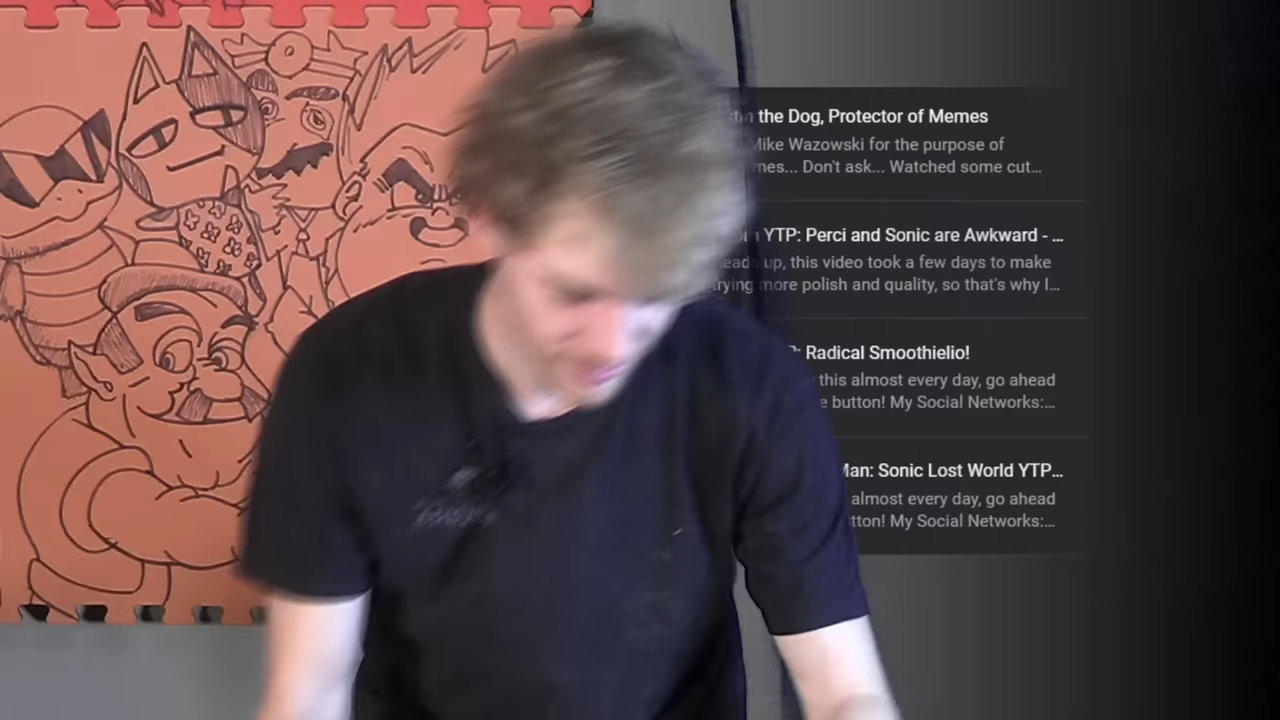 the Dog, Protector of Memes
Mike Wazowski for the purpose of
mes... Don't ask... Watched some cut...
YTP: Perci and Sonic are Awkward - ...
up, this video took a few days to make
trying more polish and quality, so that's why I...
: Radical Smoothielio!
this almost every day, go ahead
e button! My Social Networks:...
Man: Sonic Lost World YTP...
almost every day, go ahead
tton! My Social Networks:...